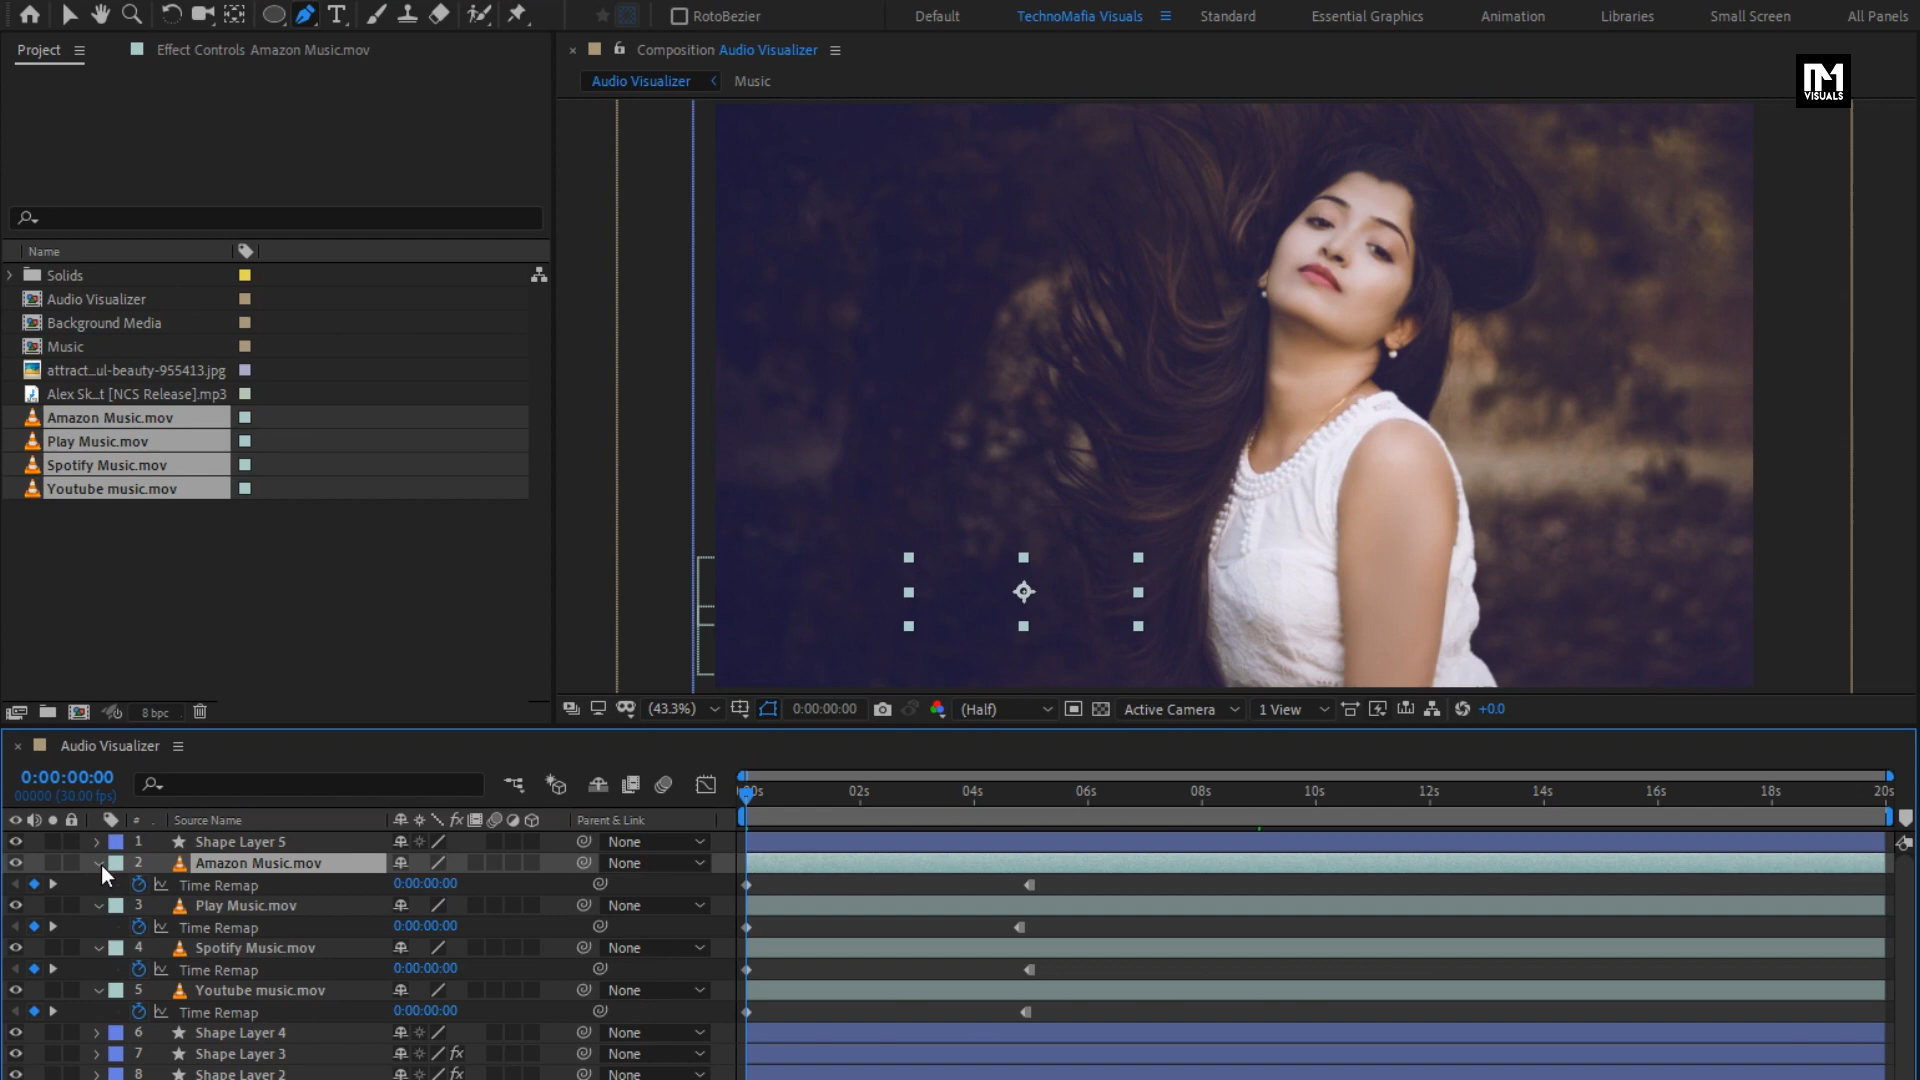 RotoBezier
Default
TechnoMafia Visuals
Standard
Essential Graphics
Animation
Libraries
Small Screen
All Panels
Project
Effect Controls Amazon Music.mov
Composition Audio Visualizer
Audio Visualizer
Music
VISUALS
Name
Solids
Audio Visualizer
Background Media
Music
attract...ul-beauty-955413.jpg
Alex Sk...t [NCS Release].mp3
Amazon Music.mov
Play Music.mov
Spotify Music.mov
Youtube music.mov
8 bpc
(43.3%)
0:00:00:00
(Half)
Active Camera
1 View
+0.0
Audio Visualizer
0:00:00:00
00000 (30.00 fps)
00s 02s 04s 06s 08s 10s 12s 14s 16s 18s 20s
# Source Name fx Parent & Link
1 Shape Layer 5 None
2 Amazon Music.mov None
Time Remap 0:00:00:00
3 Play Music.mov None
Time Remap 0:00:00:00
4 Spotify Music.mov None
Time Remap 0:00:00:00
5 Youtube music.mov None
Time Remap 0:00:00:00
6 Shape Layer 4 None
7 Shape Layer 3 fx None
8 Shape Layer 2 fx None